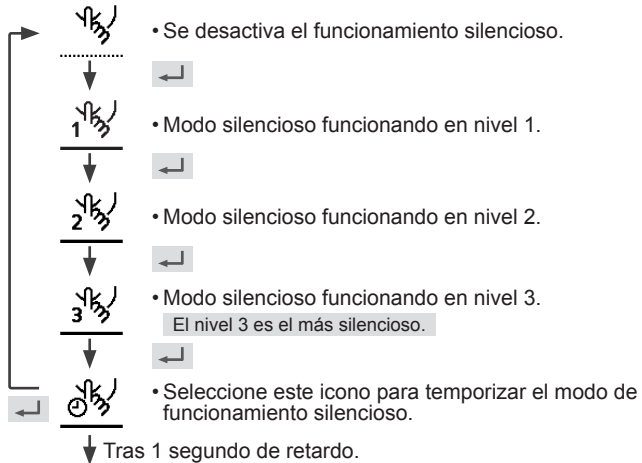 • Se desactiva el funcionamiento silencioso.
1
• Modo silencioso funcionando en nivel 1.
2
• Modo silencioso funcionando en nivel 2.
3
• Modo silencioso funcionando en nivel 3.
El nivel 3 es el más silencioso.
• Seleccione este icono para temporizar el modo de
funcionamiento silencioso.
Tras 1 segundo de retardo.